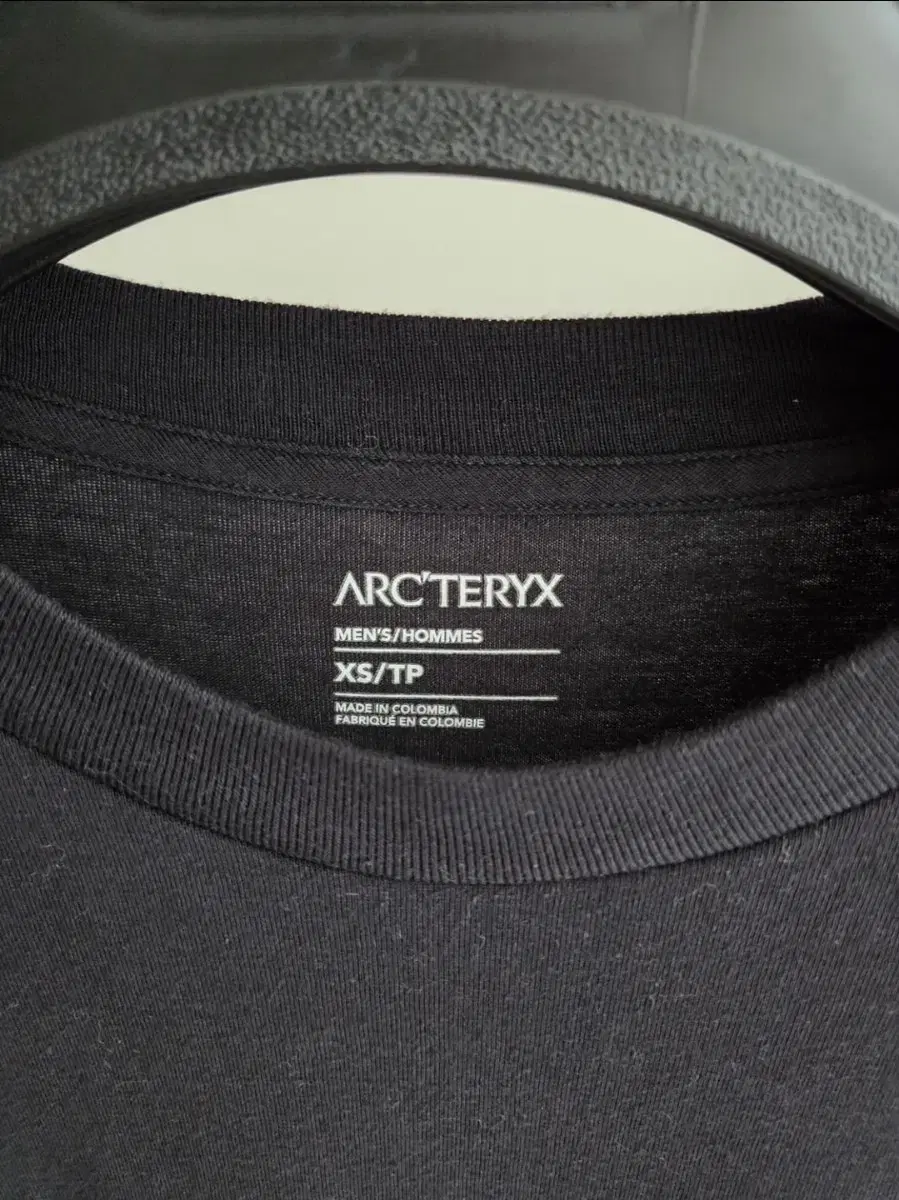 ARC'TERYX
MEN'S/HOMMES
XS/TP
MADE IN COLOMBIA
FABRIQUÉ EN COLOMBIE